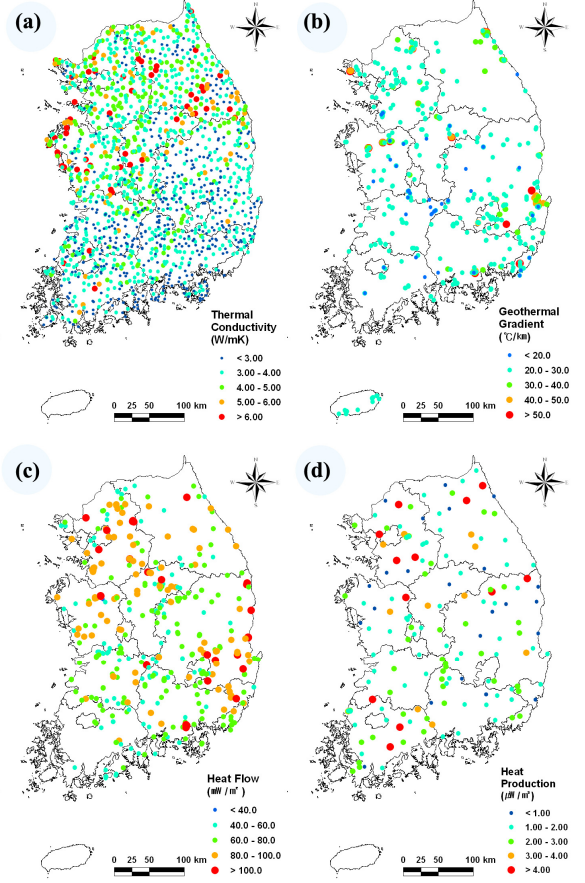 (a)
N
W
E
S
Thermal
Conductivity
(W/mK)
< 3.00
3.00 - 4.00
4.00 - 5.00
5.00 - 6.00
> 6.00
0 25 50 100 km
(b)
N
W
E
S
Geothermal
Gradient
(℃/㎞)
< 20.0
20.0 - 30.0
30.0 - 40.0
40.0 - 50.0
> 50.0
0 25 50 100 km
(c)
N
W
E
S
Heat Flow
(㎽/㎡)
< 40.0
40.0 - 60.0
60.0 - 80.0
80.0 - 100.0
> 100.0
0 25 50 100 km
(d)
N
W
E
S
Heat
Production
(㎼/㎥)
< 1.00
1.00 - 2.00
2.00 - 3.00
3.00 - 4.00
> 4.00
0 25 50 100 km